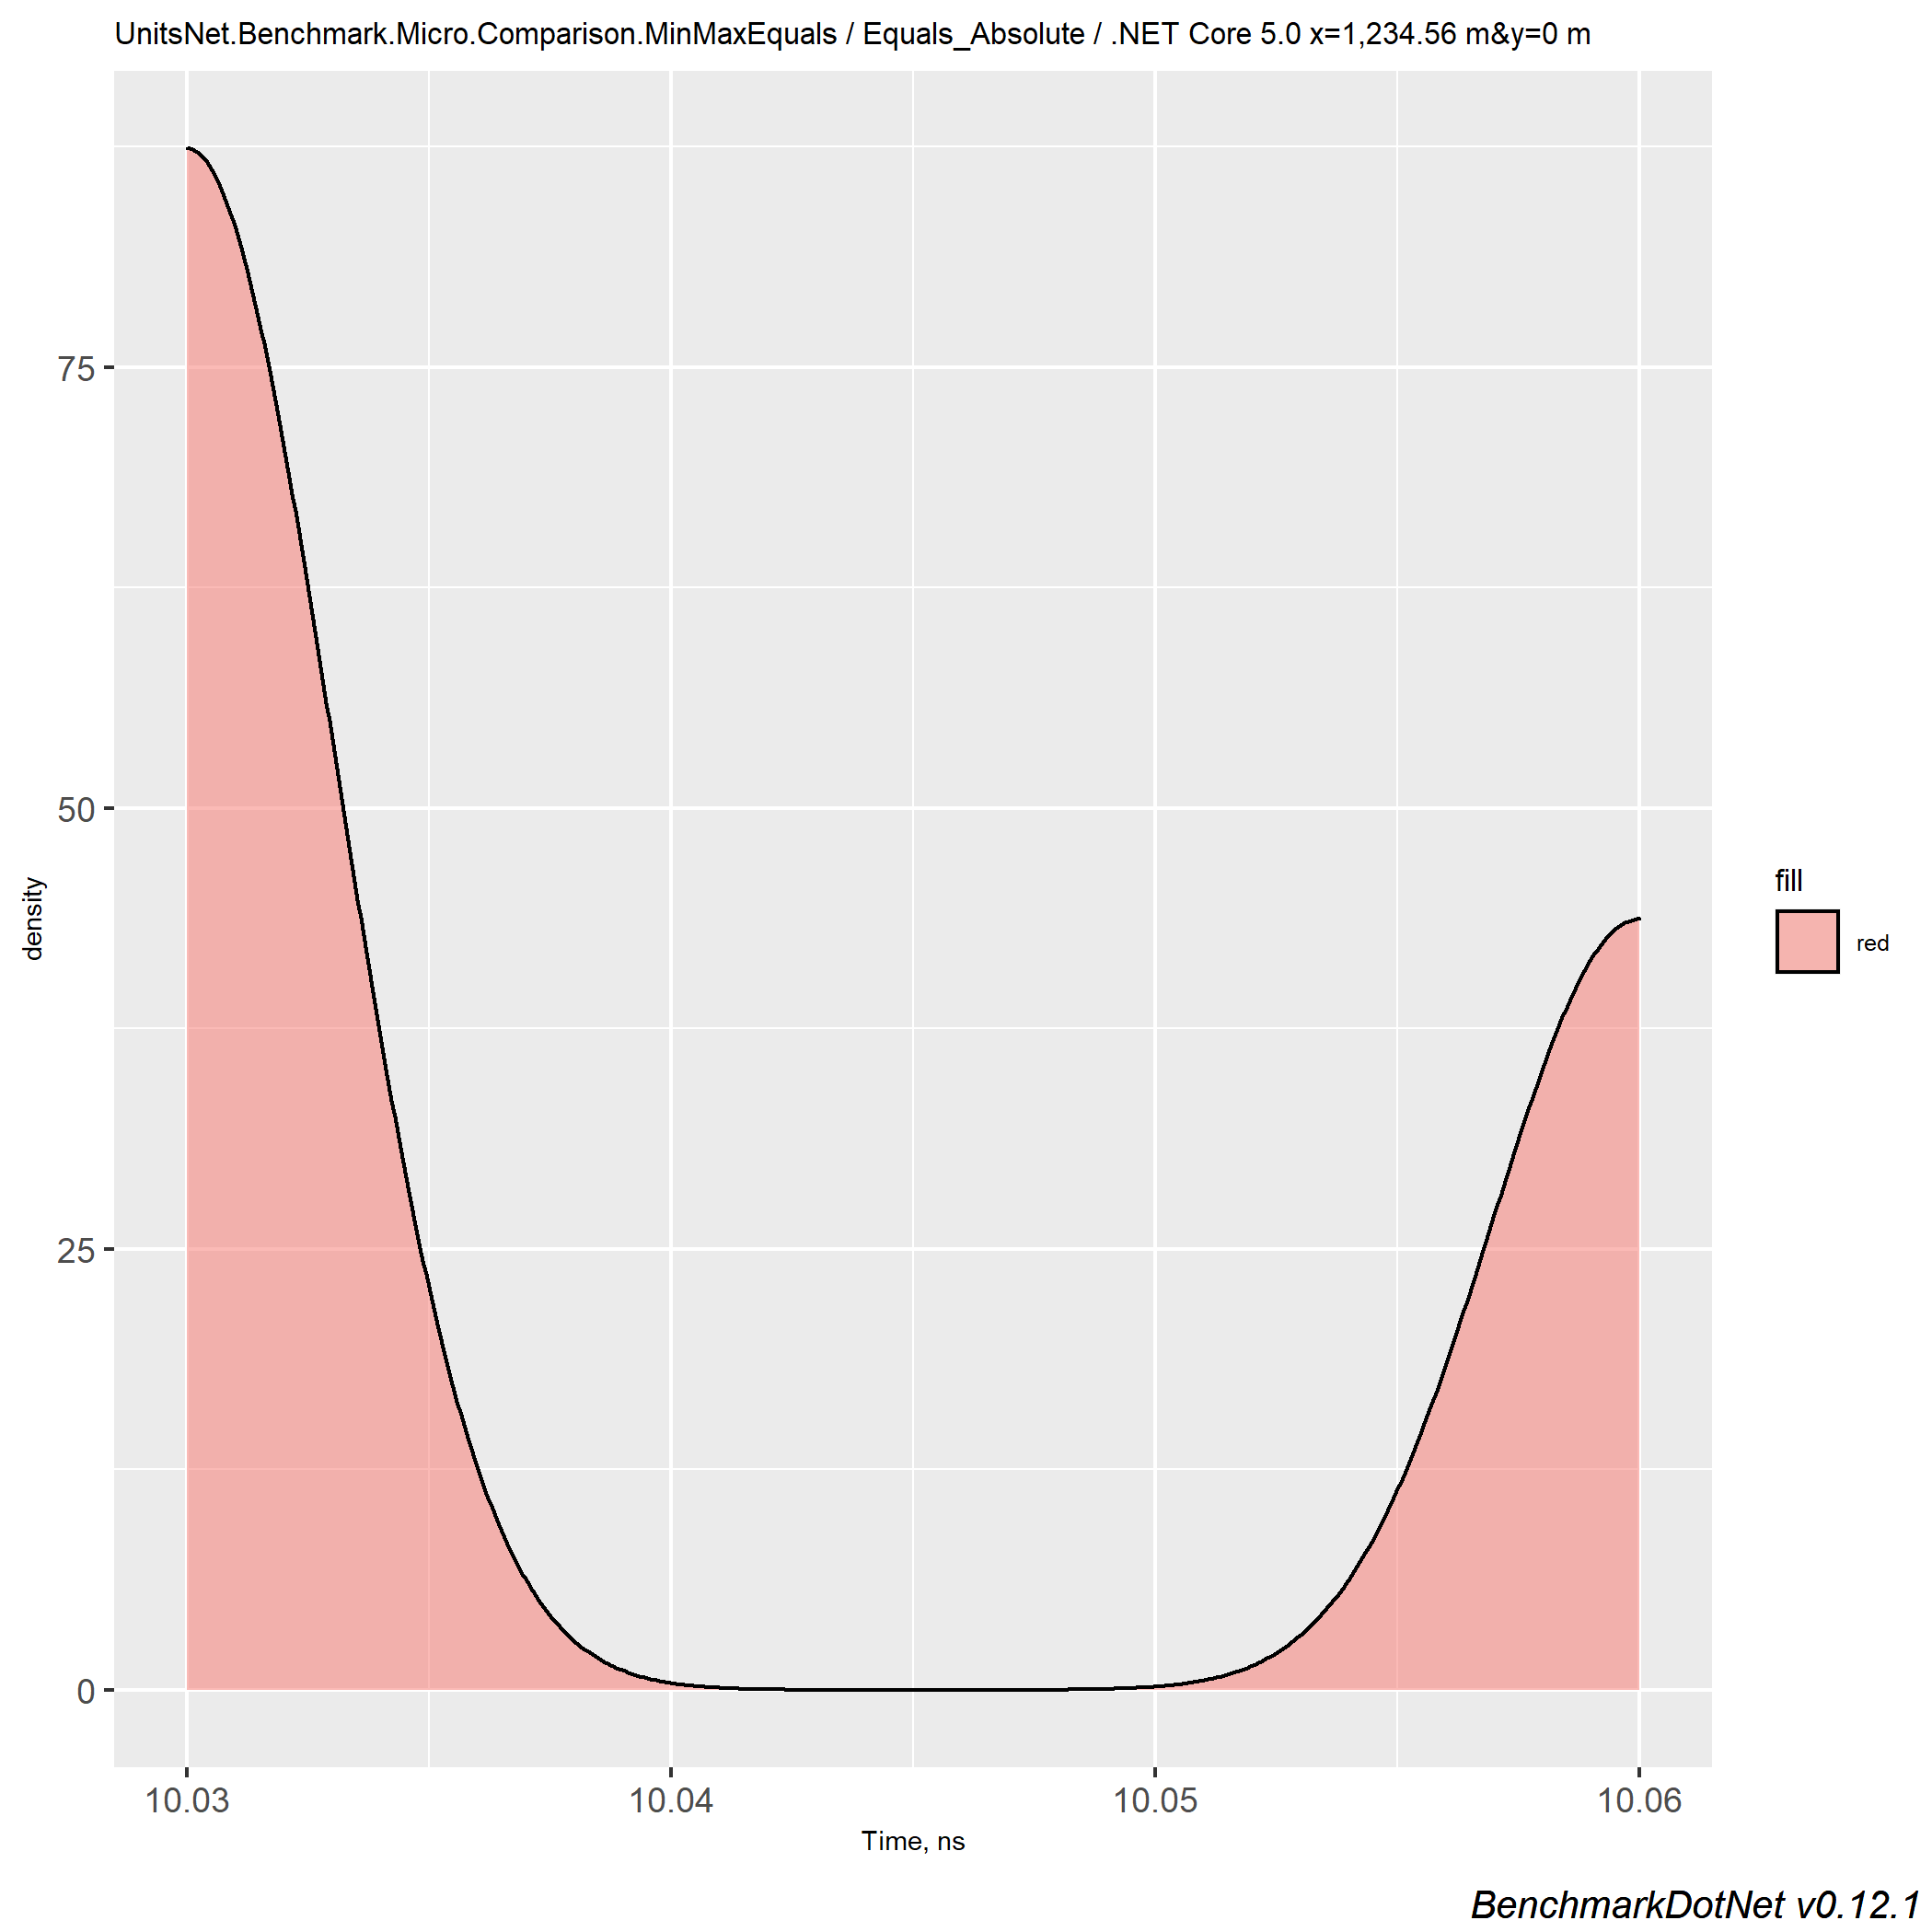 UnitsNet.Benchmark.Micro.Comparison.MinMaxEquals / Equals_Absolute / .NET Core 5.0 x=1,234.56 m&y=0 m
75
50
25
0
density
10.03 10.04 10.05 10.06
Time, ns
fill
red
BenchmarkDotNet v0.12.1